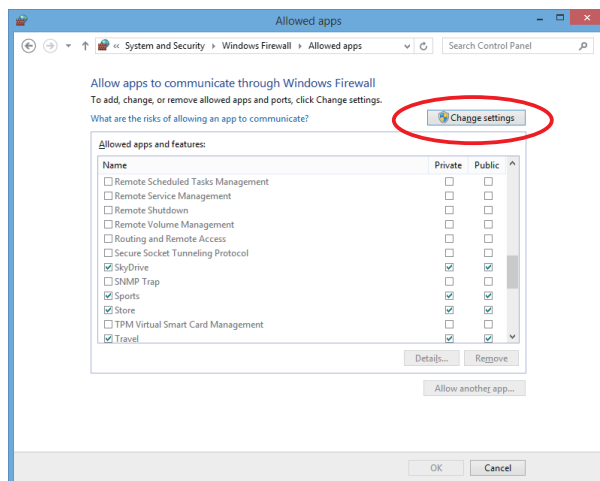 Allowed apps
« System and Security › Windows Firewall › Allowed apps
Search Control Panel
Allow apps to communicate through Windows Firewall
To add, change, or remove allowed apps and ports, click Change settings.
What are the risks of allowing an app to communicate?
Change settings
Allowed apps and features:
Name Private Public
Remote Scheduled Tasks Management
Remote Service Management
Remote Shutdown
Remote Volume Management
Routing and Remote Access
Secure Socket Tunneling Protocol
SkyDrive
SNMP Trap
Sports
Store
TPM Virtual Smart Card Management
Travel
Details... Remove
Allow another app...
OK Cancel